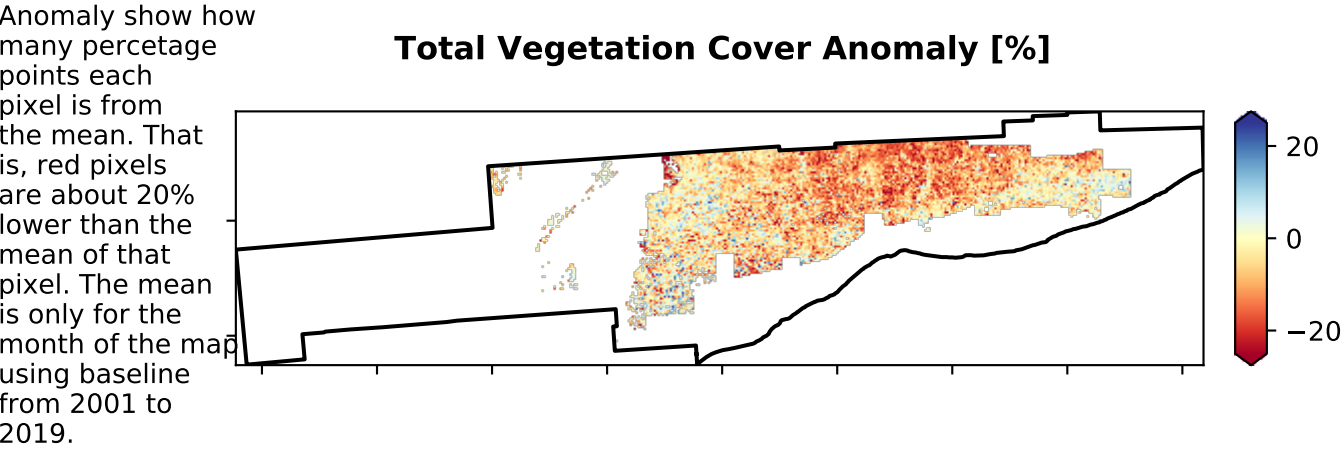 Anomaly show how
many percetage
points each
pixel is from
the mean. That
is, red pixels
are about 20%
lower than the
mean of that
pixel. The mean
is only for the
month of the map
using baseline
from 2001 to
2019.
Total Vegetation Cover Anomaly [%]
20
0
−20